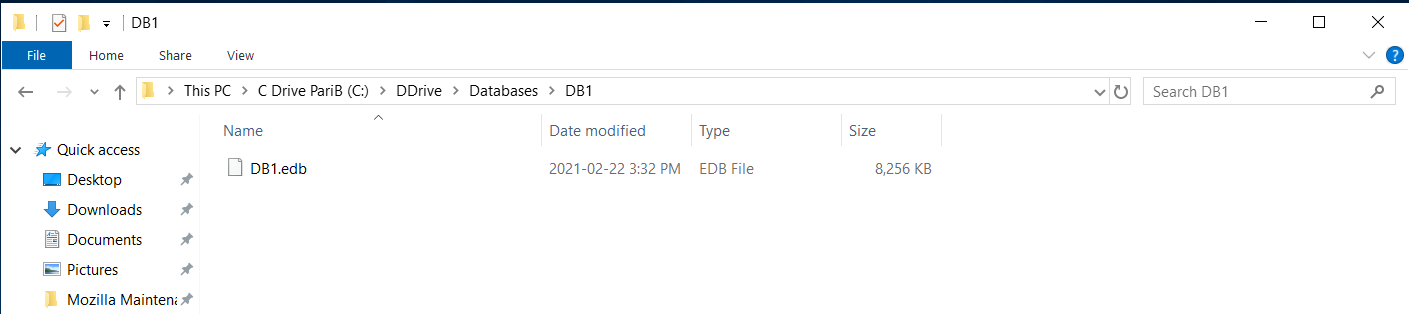 DB1
File Home Share View
This PC C Drive PariB (C:) DDrive Databases DB1 Search DB1
Name Date modified Type Size
Quick access
DB1.edb 2021-02-22 3:32 PM EDB File 8,256 KB
Desktop
Downloads
Documents
Pictures
Mozilla Maintena